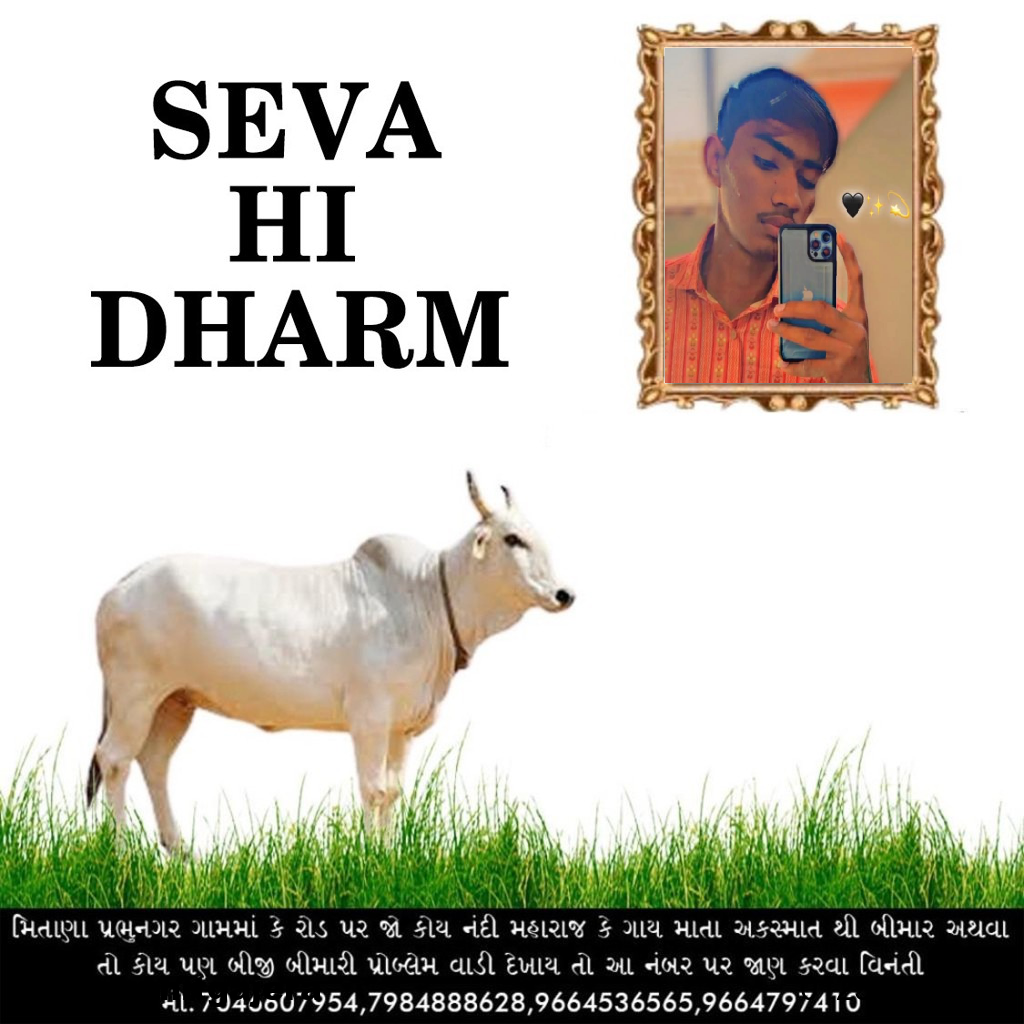 SEVA
HI
DHARM
મિતાણા પ્રભુનગર ગામમાં કે રોડ પર જો કોય નંદી મહારાજ કે ગાય માતા અકસ્માત થી બીમાર અથવા
તો કોય પણ બીજી બીમારી પ્રોબ્લેમ વાડી દેખાય તો આ નંબર પર જાણ કરવા વિનંતી
7984888628,9664536565,9664797410